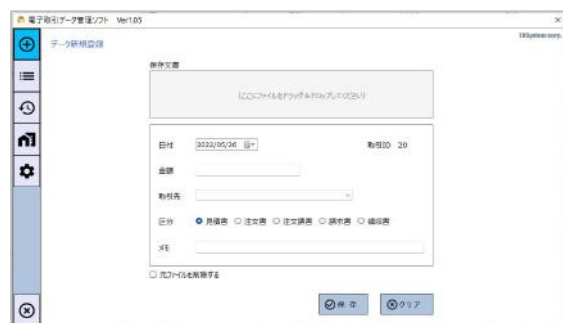 電子取引データ管理ソフト Ver1.05
データ新規登録
保存文書
(ここにファイルをドラッグ&ドロップしてください)
日付 2022/05/26 取引ID 20
金額
取引先
区分 見積書 注文書 注文請書 請求書 領収書
メモ
元ファイルを削除する
保存 クリア